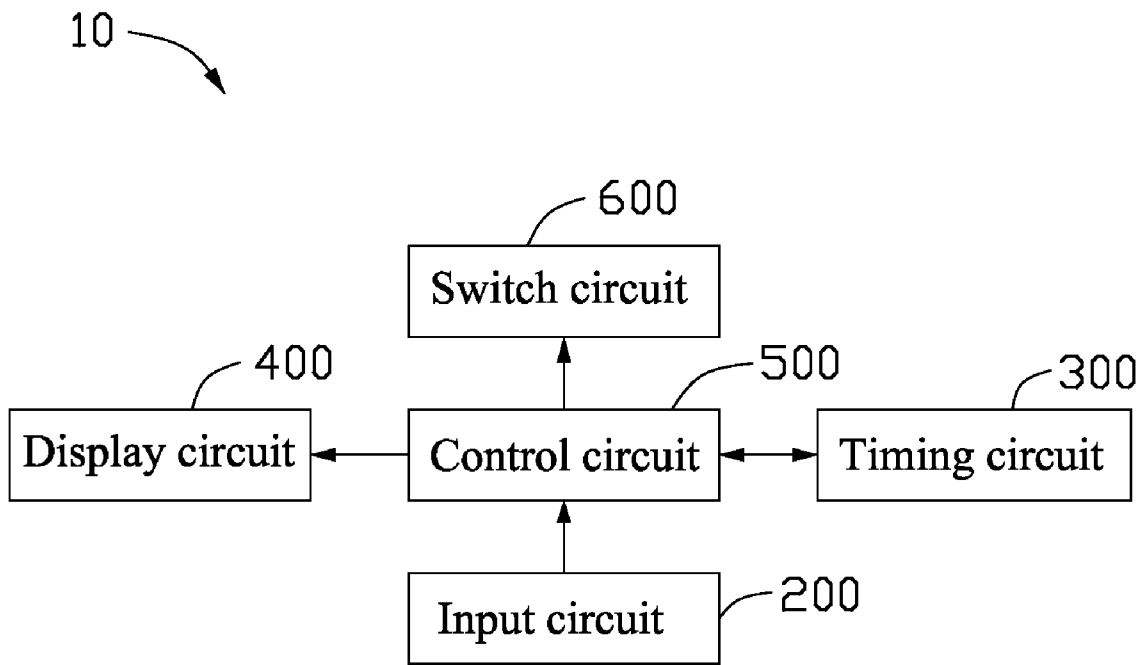 10
600
Switch circuit
400
500
300
Display circuit
Control circuit
Timing circuit
200
Input circuit